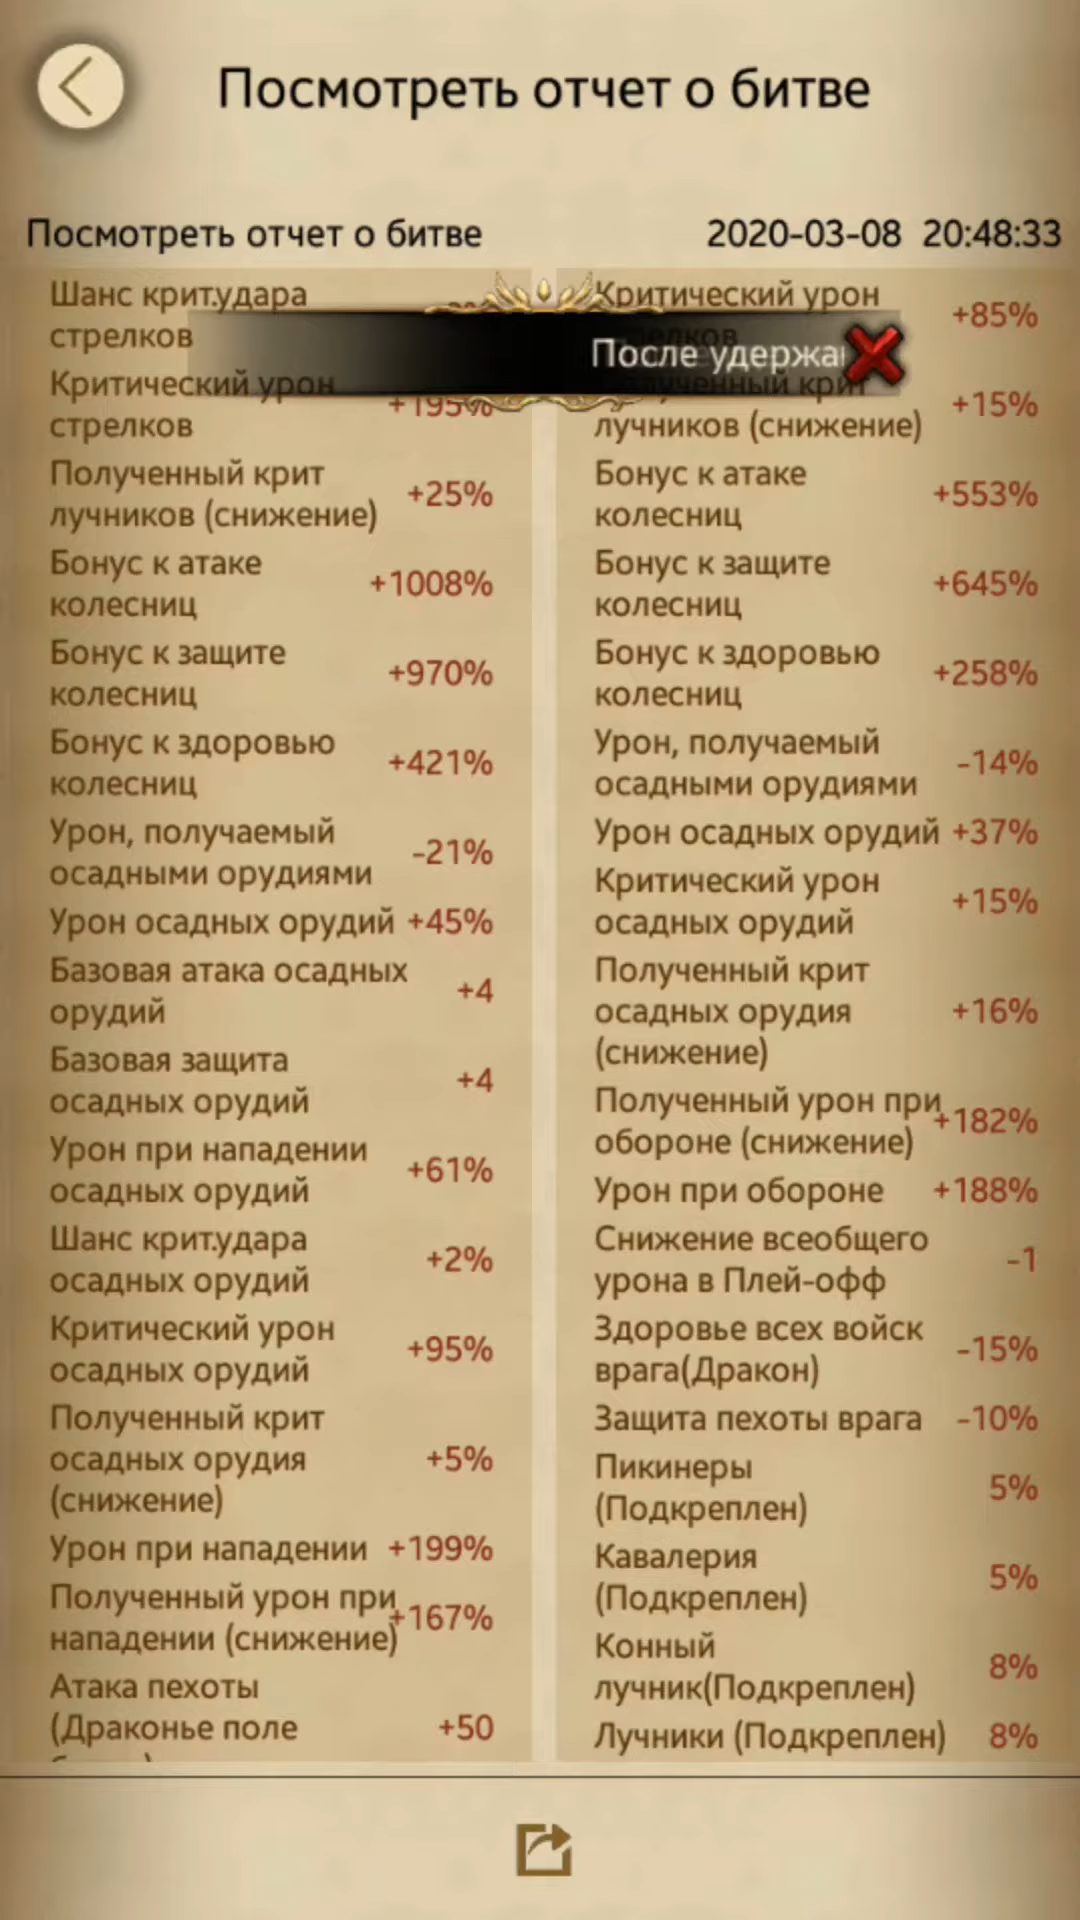 Посмотреть отчет о битве
Посмотреть отчет о битве 2020-03-08 20:48:33
Шанс крит.удара
стрелков
Критический урон
стрелков
+195%
Полученный крит
лучников (снижение)
+25%
Бонус к атаке
колесниц
+1008%
Бонус к защите
колесниц
+970%
Бонус к здоровью
колесниц
+421%
Урон, получаемый
осадными орудиями
-21%
Урон осадных орудий +45%
Базовая атака осадных
орудий
+4
Базовая защита
осадных орудий
+4
Урон при нападении
осадных орудий
+61%
Шанс крит.удара
осадных орудий
+2%
Критический урон
осадных орудий
+95%
Полученный крит
осадных орудия
(снижение)
+5%
Урон при нападении +199%
Полученный урон при
нападении (снижение)
+167%
Атака пехоты
(Драконье поле
+50
Критический урон
стрелков
+85%
После удержа
Полученный крит
лучников (снижение)
+15%
Бонус к атаке
колесниц
+553%
Бонус к защите
колесниц
+645%
Бонус к здоровью
колесниц
+258%
Урон, получаемый
осадными орудиями
-14%
Урон осадных орудий +37%
Критический урон
осадных орудий
+15%
Полученный крит
осадных орудия
(снижение)
+16%
Полученный урон при
обороне (снижение)
+182%
Урон при обороне +188%
Снижение всеобщего
урона в Плей-офф
-1
Здоровье всех войск
врага(Дракон)
-15%
Защита пехоты врага -10%
Пикинеры
(Подкреплен)
5%
Кавалерия
(Подкреплен)
5%
Конный
лучник(Подкреплен)
8%
Лучники (Подкреплен) 8%